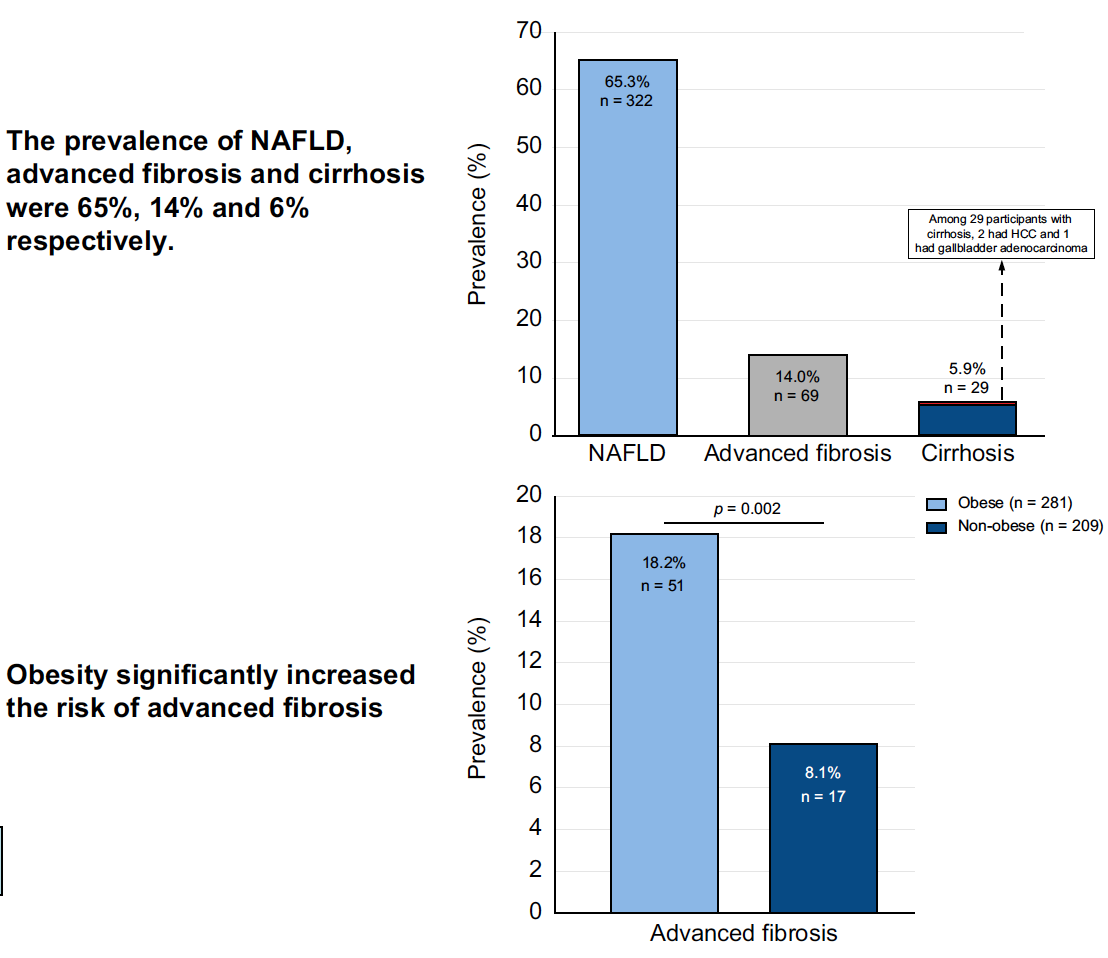 The prevalence of NAFLD,
advanced fibrosis and cirrhosis
were 65%, 14% and 6%
respectively.
Prevalence (%)
70
60
50
40
30
20
10
0
65.3%
n = 322
14.0%
n = 69
5.9%
n = 29
Among 29 participants with
cirrhosis, 2 had HCC and 1
had gallbladder adenocarcinoma
NAFLD
Advanced fibrosis
Cirrhosis
Obesity significantly increased
the risk of advanced fibrosis
Prevalence (%)
20
18
16
14
12
10
8
6
4
2
0
p = 0.002
18.2%
n = 51
8.1%
n = 17
Obese (n = 281)
Non-obese (n = 209)
Advanced fibrosis